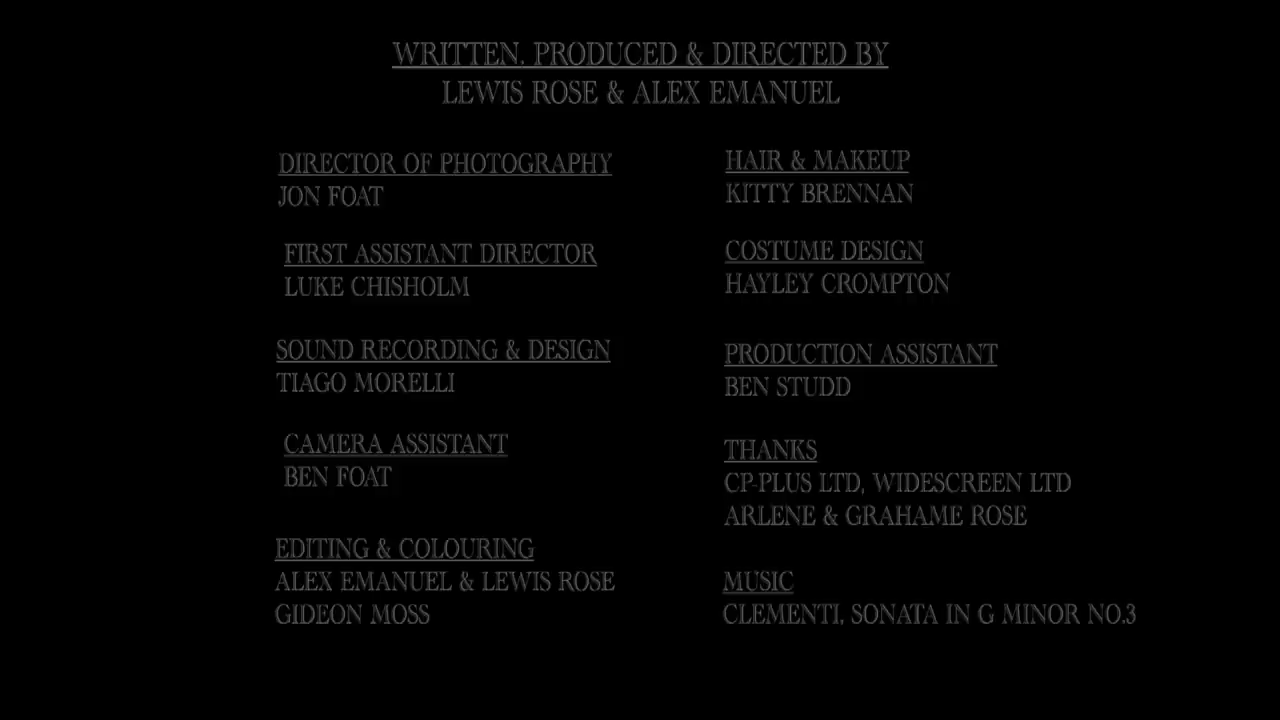 WRITTEN. PRODUCED & DIRECTED BY
LEWIS ROSE & ALEX EMANUEL
DIRECTOR OF PHOTOGRAPHY
JON FOAT
FIRST ASSISTANT DIRECTOR
LUKE CHISHOLM
SOUND RECORDING & DESIGN
TIAGO MORELLI
CAMERA ASSISTANT
BEN FOAT
EDITING & COLOURING
ALEX EMANUEL & LEWIS ROSE
GIDEON MOSS
HAIR & MAKEUP
KITTY BRENNAN
COSTUME DESIGN
HAYLEY CROMPTON
PRODUCTION ASSISTANT
BEN STUDD
THANKS
CP-PLUS LTD, WIDESCREEN LTD
ARLENE & GRAHAME ROSE
MUSIC
CLEMENTI, SONATA IN G MINOR NO.3